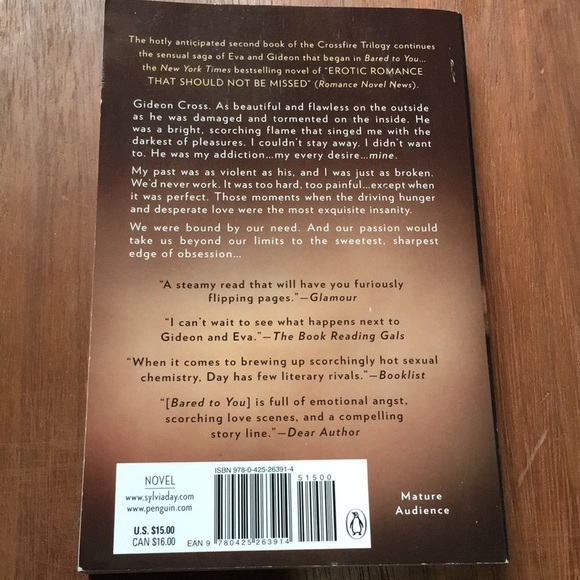 The hotly anticipated second book of the Crossfire Trilogy continues
the sensual saga of Eva and Gideon that began in Bared to You…
the New York Times bestselling novel of "EROTIC ROMANCE
THAT SHOULD NOT BE MISSED" (Romance Novel News).
Gideon Cross. As beautiful and flawless on the outside
as he was damaged and tormented on the inside. He
was a bright, scorching flame that singed me with the
darkest of pleasures. I couldn't stay away. I didn't want
to. He was my addiction…my every desire…mine.
My past was as violent as his, and I was just as broken.
We'd never work. It was too hard, too painful…except when
it was perfect. Those moments when the driving hunger
and desperate love were the most exquisite insanity.
We were bound by our need. And our passion would
take us beyond our limits to the sweetest, sharpest
edge of obsession…
"A steamy read that will have you furiously
flipping pages."—Glamour
"I can't wait to see what happens next to
Gideon and Eva."—The Book Reading Gals
"When it comes to brewing up scorchingly hot sexual
chemistry, Day has few literary rivals."—Booklist
"[Bared to You] is full of emotional angst,
scorching love scenes, and a compelling
story line."—Dear Author
NOVEL
www.sylviaday.com
www.penguin.com
U.S. $15.00
CAN $16.00
ISBN 978-0-425-26391-4
51500
EAN 9 780425 263914
Mature
Audience